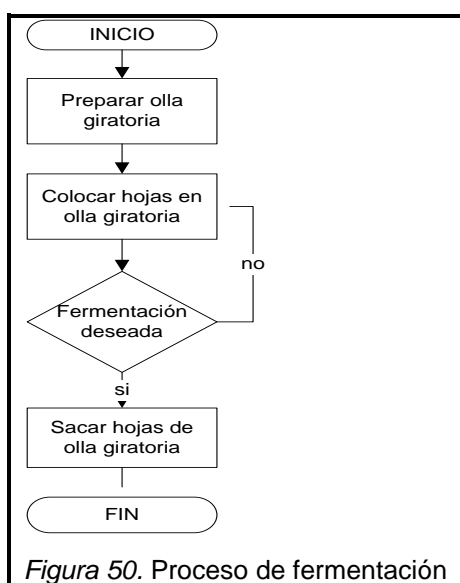 INICIO
Preparar olla
giratoria
Colocar hojas en
olla giratoria
no
Fermentación
deseada
si
Sacar hojas de
olla giratoria
FIN
Figura 50. Proceso de fermentación